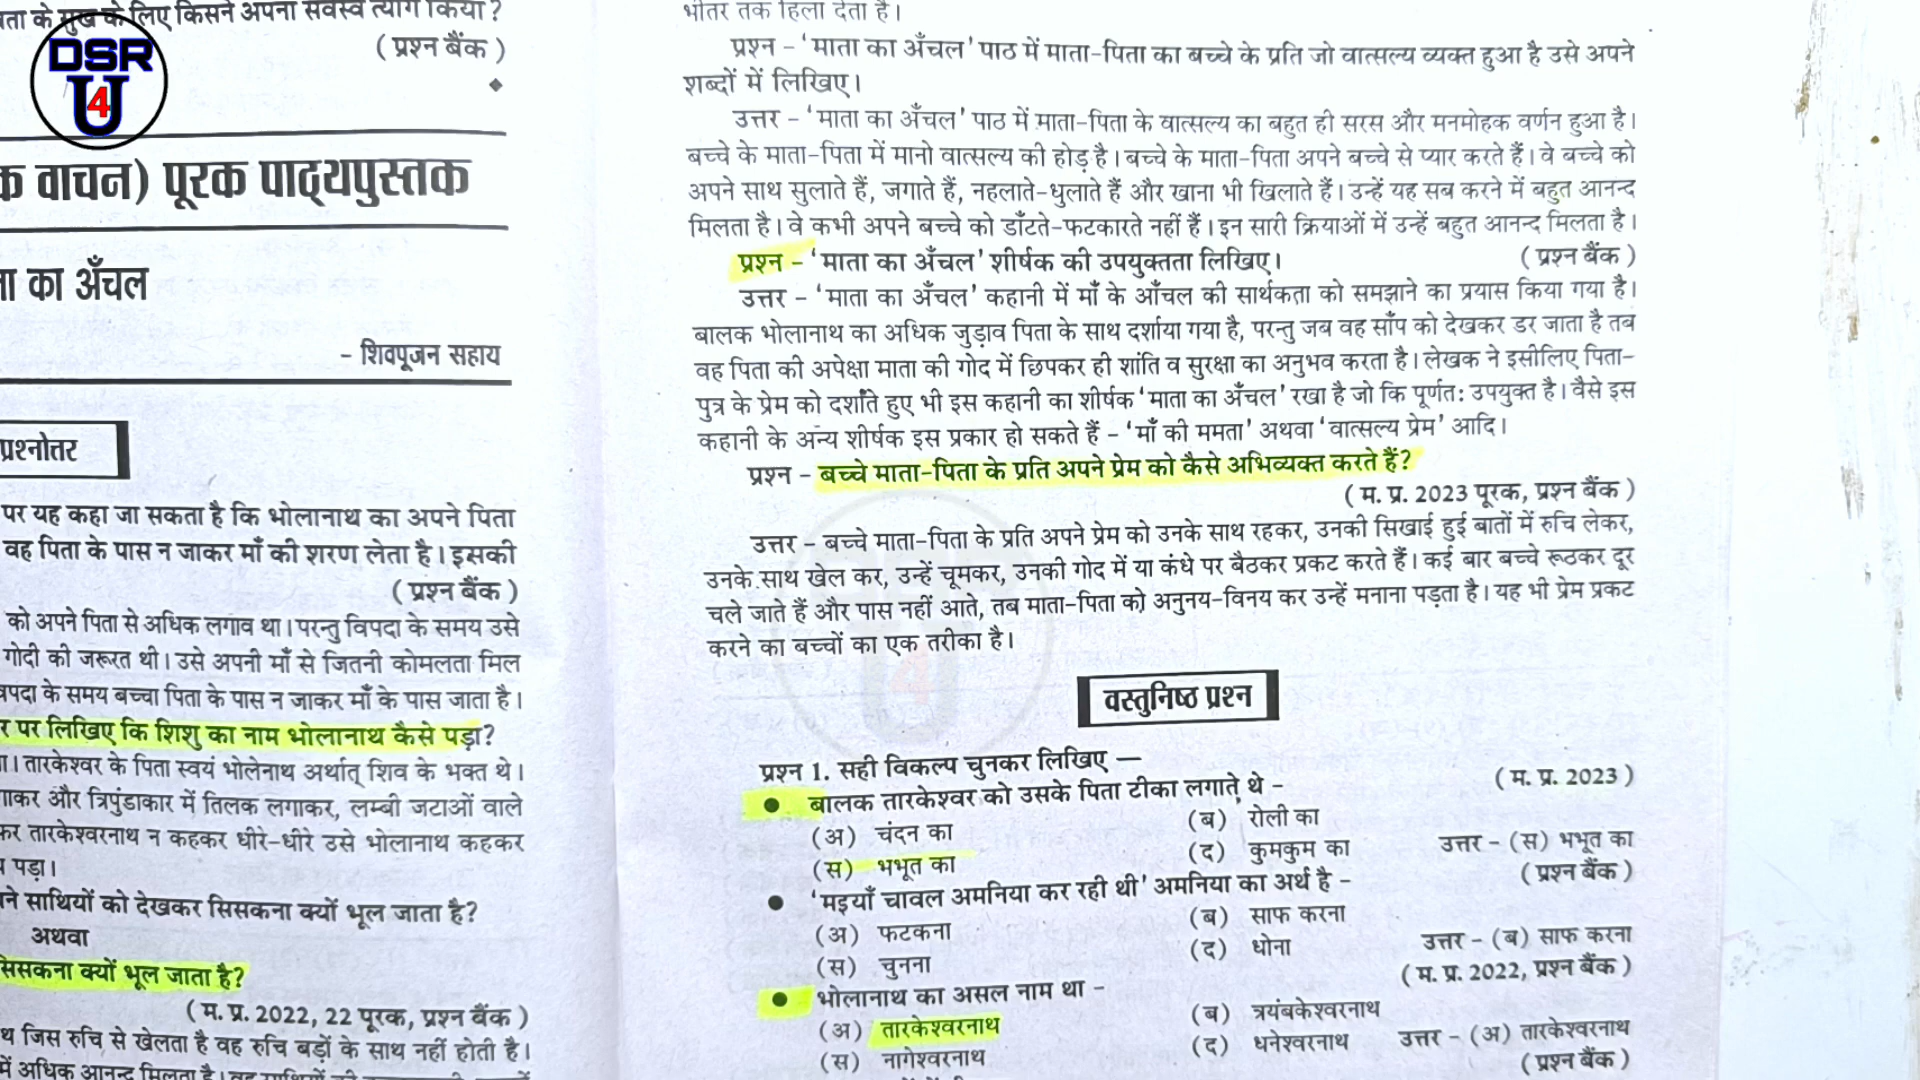 DSR
4
U
ता के सुख के लिए किसने अपना सर्वस्व त्याग किया?
( प्रश्न बैंक )
क वाचन) पूरक पाठ्यपुस्तक
का अँचल
- शिवपूजन सहाय
प्रश्नोत्तर
पर यह कहा जा सकता है कि भोलानाथ का अपने पिता
वह पिता के पास न जाकर माँ की शरण लेता है। इसकी
( प्रश्न बैंक )
को अपने पिता से अधिक लगाव था। परन्तु विपदा के समय उसे
गोदी की जरूरत थी। उसे अपनी माँ से जितनी कोमलता मिल
के समय बच्चा पिता के पास न जाकर माँ के पास जाता है।
पर लिखिए कि शिशु का नाम भोलानाथ कैसे पड़ा?
तारकेश्वर के पिता स्वयं भोलेनाथ अर्थात् शिव के भक्त थे।
और त्रिपुंडाकार में तिलक लगाकर, लम्बी जटाओं वाले
तारकेश्वरनाथ न कहकर धीरे-धीरे उसे भोलानाथ कहकर
पड़ा।
साथियों को देखकर सिसकना क्यों भूल जाता है?
अथवा
सिसकना क्यों भूल जाता है?
( म. प्र. 2022, 22 पूरक, प्रश्न बैंक )
जिस रुचि से खेलता है वह रुचि बड़ों के साथ नहीं होती है।
में अधिक आनन्द मिलता है।
भीतर तक हिला देता है।
प्रश्न - 'माता का अँचल' पाठ में माता-पिता का बच्चे के प्रति जो वात्सल्य व्यक्त हुआ है उसे अपने
शब्दों में लिखिए।
उत्तर - 'माता का अँचल' पाठ में माता-पिता के वात्सल्य का बहुत ही सरस और मनमोहक वर्णन हुआ है।
बच्चे के माता-पिता में मानो वात्सल्य की होड़ है। बच्चे के माता-पिता अपने बच्चे से प्यार करते हैं। वे बच्चे को
अपने साथ सुलाते हैं, जगाते हैं, नहलाते-धुलाते हैं और खाना भी खिलाते हैं। उन्हें यह सब करने में बहुत आनन्द
मिलता है। वे कभी अपने बच्चे को डाँटते-फटकारते नहीं हैं। इन सारी क्रियाओं में उन्हें बहुत आनन्द मिलता है।
प्रश्न - 'माता का अँचल' शीर्षक की उपयुक्तता लिखिए। ( प्रश्न बैंक )
उत्तर - 'माता का अँचल' कहानी में माँ के आँचल की सार्थकता को समझाने का प्रयास किया गया है।
बालक भोलानाथ का अधिक जुड़ाव पिता के साथ दर्शाया गया है, परन्तु जब वह साँप को देखकर डर जाता है तब
वह पिता की अपेक्षा माता की गोद में छिपकर ही शांति व सुरक्षा का अनुभव करता है। लेखक ने इसीलिए पिता-
पुत्र के प्रेम को दर्शाते हुए भी इस कहानी का शीर्षक 'माता का अँचल' रखा है जो कि पूर्णत: उपयुक्त है। वैसे इस
कहानी के अन्य शीर्षक इस प्रकार हो सकते हैं - 'माँ की ममता' अथवा 'वात्सल्य प्रेम' आदि।
प्रश्न - बच्चे माता-पिता के प्रति अपने प्रेम को कैसे अभिव्यक्त करते हैं?
( म. प्र. 2023 पूरक, प्रश्न बैंक )
उत्तर - बच्चे माता-पिता के प्रति अपने प्रेम को उनके साथ रहकर, उनकी सिखाई हुई बातों में रुचि लेकर,
उनके साथ खेल कर, उन्हें चूमकर, उनकी गोद में या कंधे पर बैठकर प्रकट करते हैं। कई बार बच्चे रूठकर दूर
चले जाते हैं और पास नहीं आते, तब माता-पिता को अनुनय-विनय कर उन्हें मनाना पड़ता है। यह भी प्रेम प्रकट
करने का बच्चों का एक तरीका है।
वस्तुनिष्ठ प्रश्न
प्रश्न 1. सही विकल्प चुनकर लिखिए —
● बालक तारकेश्वर को उसके पिता टीका लगाते थे - ( म. प्र. 2023 )
(अ) चंदन का (ब) रोली का
(स) भभूत का (द) कुमकुम का उत्तर - (स) भभूत का
● 'मइयाँ चावल अमनिया कर रही थी' अमनिया का अर्थ है - ( प्रश्न बैंक )
(अ) फटकना (ब) साफ करना
(स) चुनना (द) धोना उत्तर - (ब) साफ करना
● भोलानाथ का असल नाम था - ( म. प्र. 2022, प्रश्न बैंक )
(अ) तारकेश्वरनाथ (ब) त्रयंबकेश्वरनाथ
(स) नागेश्वरनाथ (द) धनेश्वरनाथ उत्तर - (अ) तारकेश्वरनाथ
( प्रश्न बैंक )